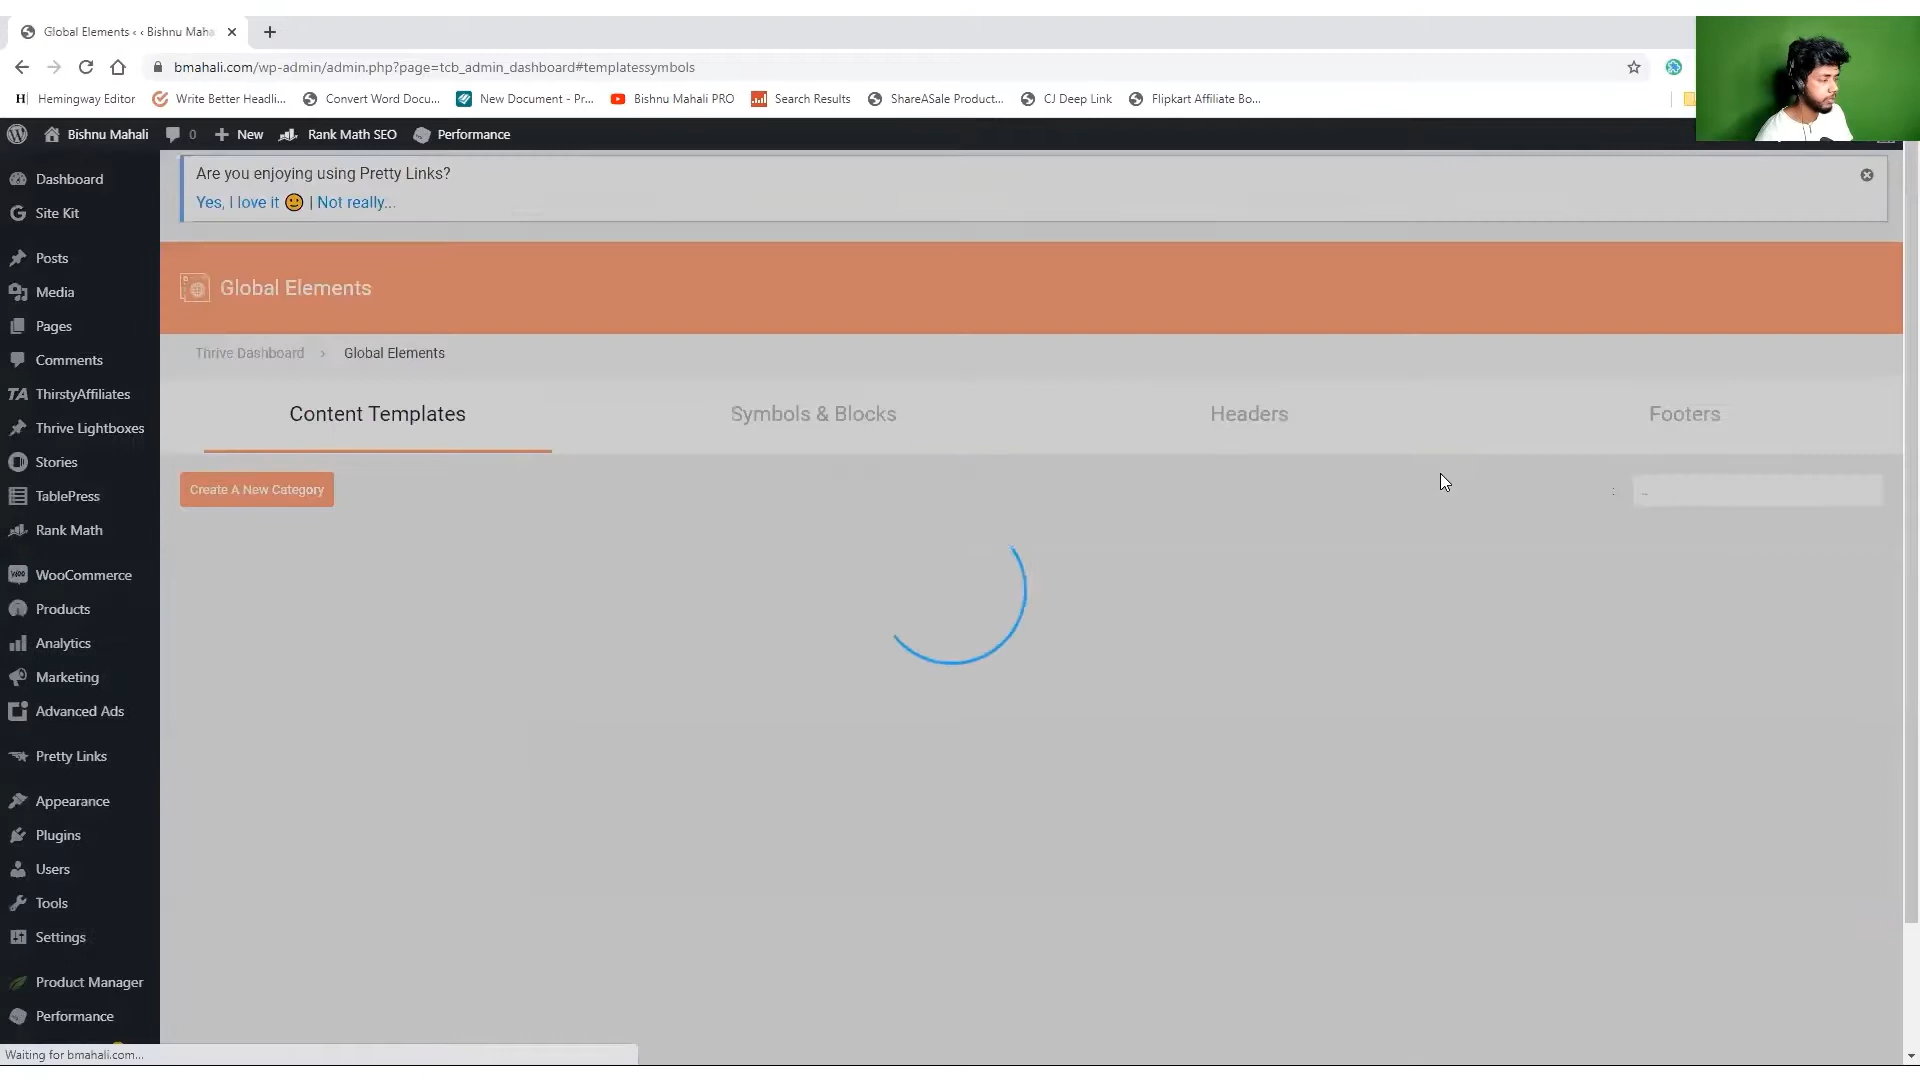 Global Elements ‹ ‹ Bishnu Maha
bmahali.com/wp-admin/admin.php?page=tcb_admin_dashboard#templatessymbols
Hemingway Editor
Write Better Headli...
Convert Word Docu...
New Document - Pr...
Bishnu Mahali PRO
Search Results
ShareASale Product...
CJ Deep Link
Flipkart Affiliate Bo...
Bishnu Mahali
0
New
Rank Math SEO
Performance
Dashboard
Site Kit
Posts
Media
Pages
Comments
TA ThirstyAffiliates
Thrive Lightboxes
Stories
TablePress
Rank Math
WooCommerce
Products
Analytics
Marketing
Advanced Ads
Pretty Links
Appearance
Plugins
Users
Tools
Settings
Product Manager
Performance
Are you enjoying using Pretty Links?
Yes, I love it 🙂 | Not really...
Global Elements
Thrive Dashboard › Global Elements
Content Templates
Symbols & Blocks
Headers
Footers
Create A New Category
:
...
Waiting for bmahali.com...